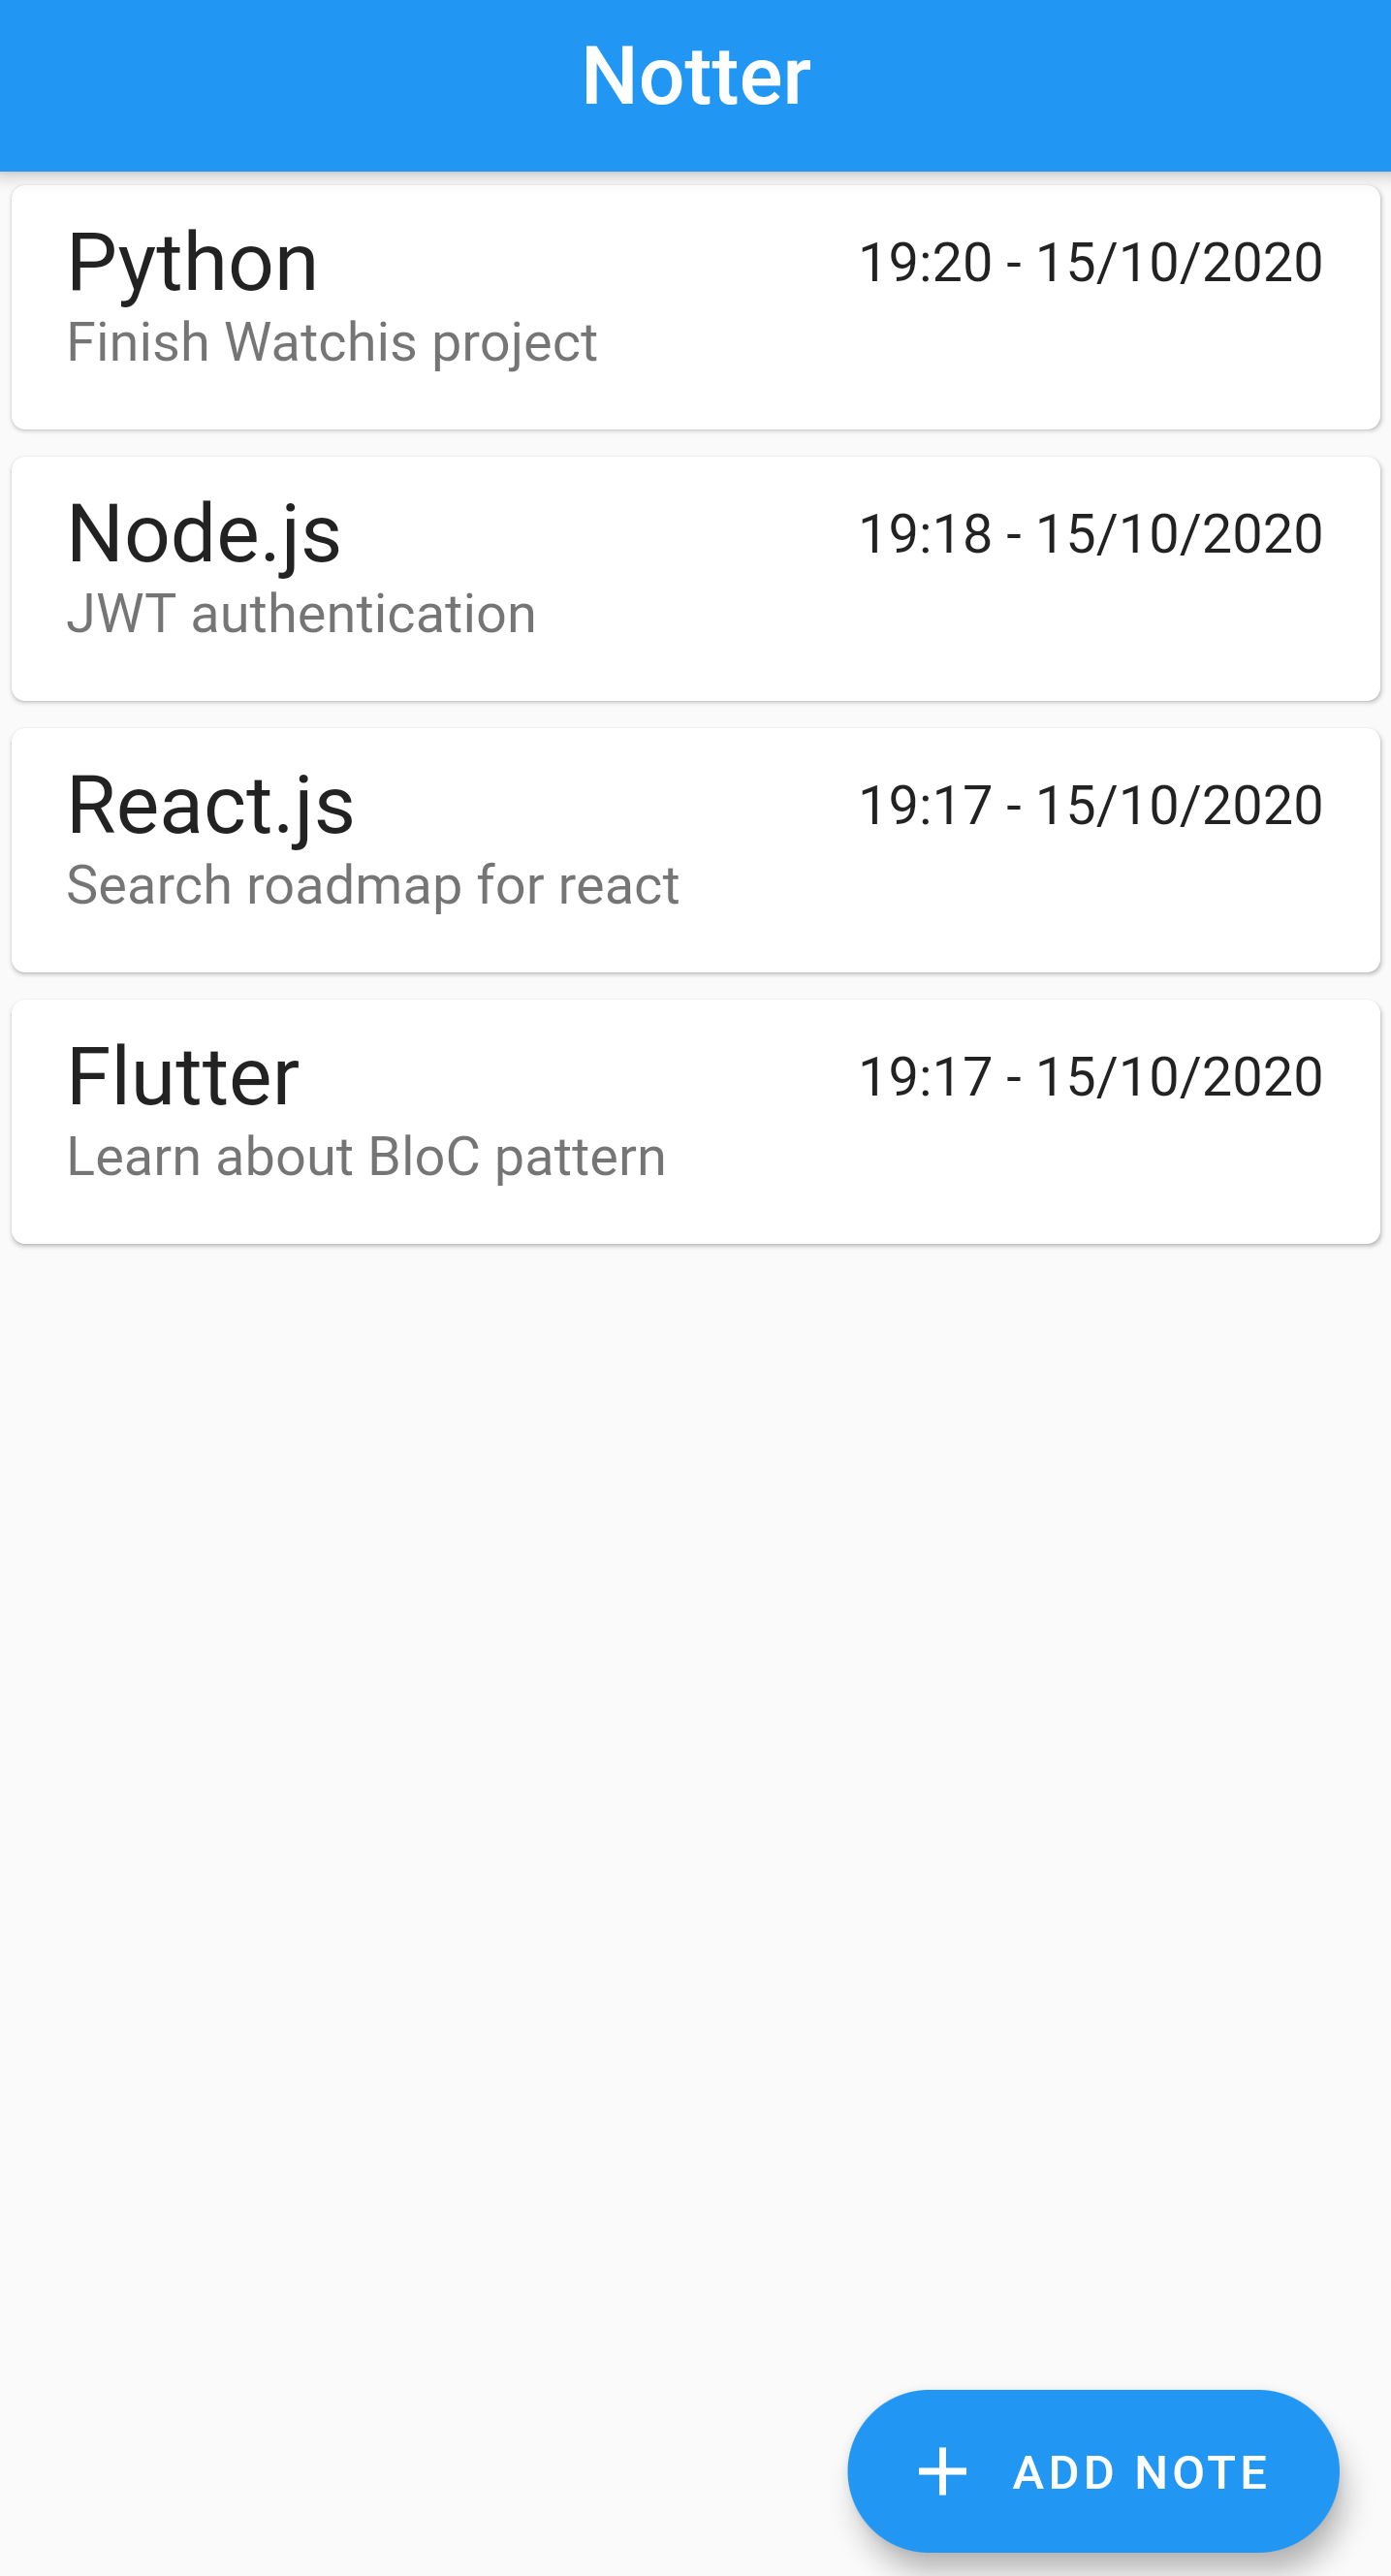 Notter
Python
19:20 - 15/10/2020
Finish Watchis project
Node.js
19:18 - 15/10/2020
JWT authentication
React.js
19:17 - 15/10/2020
Search roadmap for react
Flutter
19:17 - 15/10/2020
Learn about BloC pattern
ADD NOTE